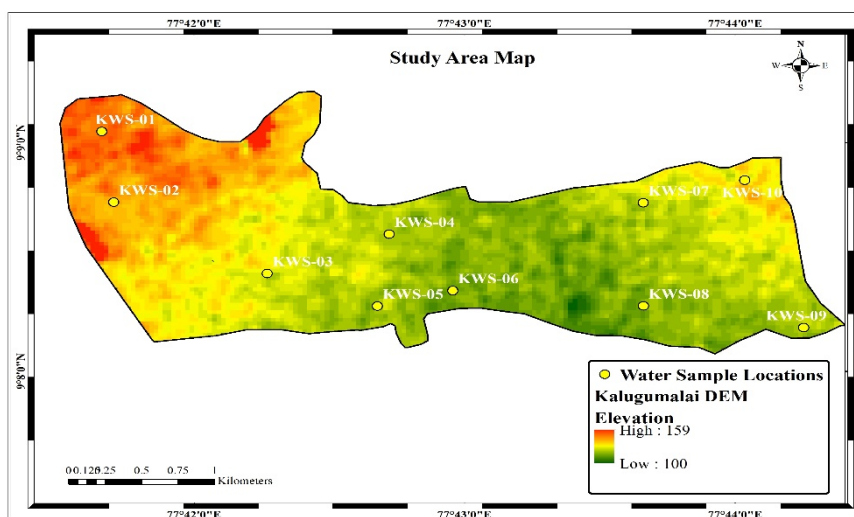 77°42'0"E 77°43'0"E 77°44'0"E
Study Area Map
N
W E
S
KWS-01
9°9'0"N
KWS-02
KWS-07
KWS-10
KWS-04
KWS-03
KWS-06
KWS-05
KWS-08
KWS-09
9°8'0"N
Water Sample Locations
Kalugumalai DEM
Elevation
High : 159
Low : 100
0 0.125 0.25 0.5 0.75 1
Kilometers
77°42'0"E 77°43'0"E 77°44'0"E